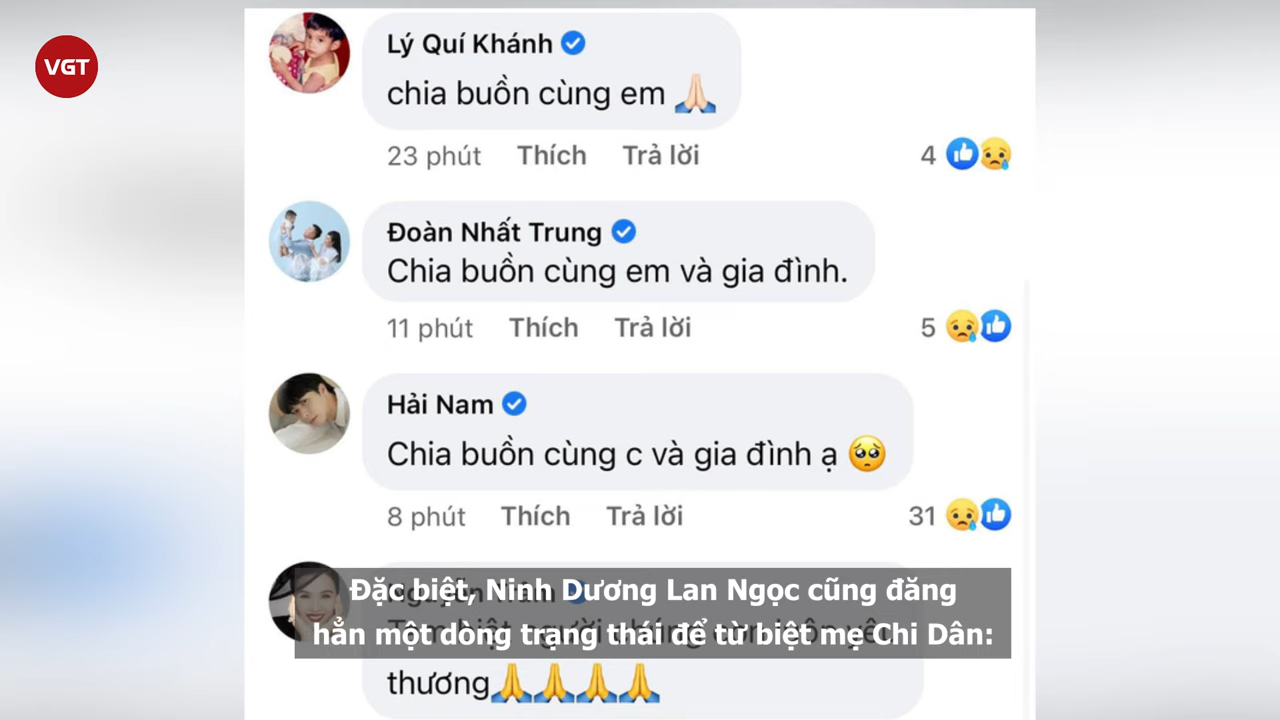 VGT
Lý Quí Khánh
chia buồn cùng em 🙏🏻
23 phút Thích Trả lời 4
Đoàn Nhất Trung
Chia buồn cùng em và gia đình.
11 phút Thích Trả lời 5
Hải Nam
Chia buồn cùng c và gia đình ạ 🥺
8 phút Thích Trả lời 31
Đặc biệt, Ninh Dương Lan Ngọc cũng đăng
hẳn một dòng trạng thái để từ biệt mẹ Chi Dân:
thương🙏🙏🙏🙏